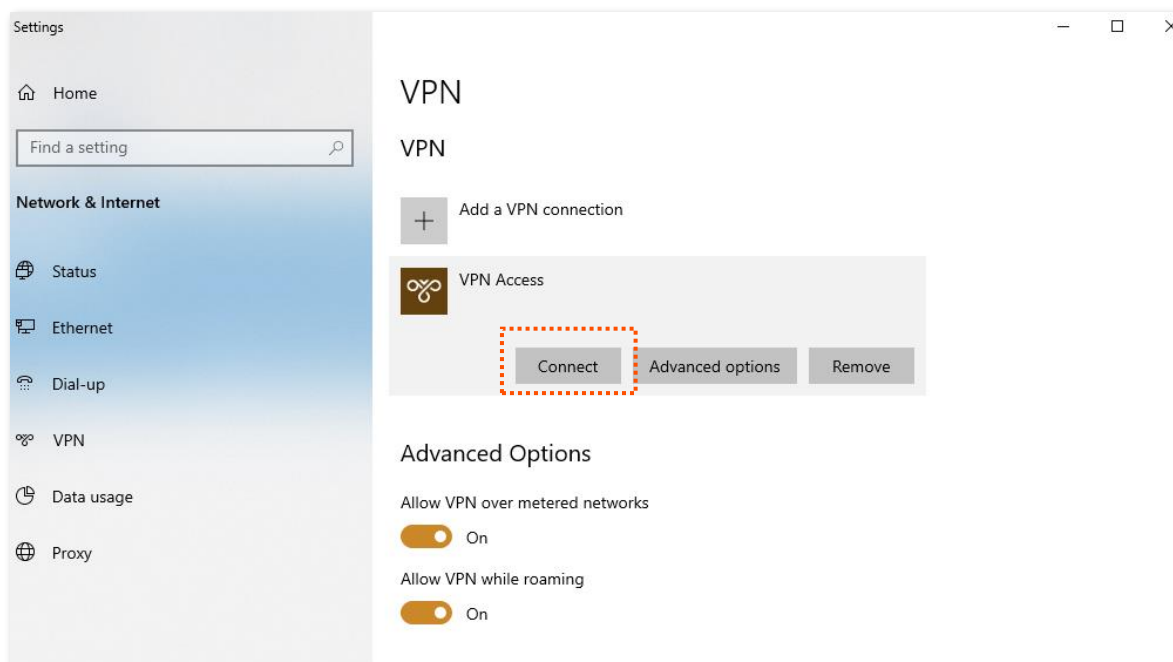 Settings
Home
Find a setting
Network & Internet
Status
Ethernet
Dial-up
VPN
Data usage
Proxy
VPN
VPN
Add a VPN connection
VPN Access
Connect Advanced options Remove
Advanced Options
Allow VPN over metered networks
On
Allow VPN while roaming
On